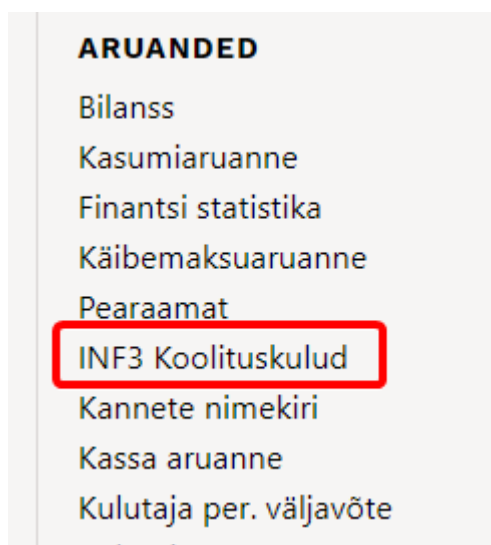 ARUANDED
Bilanss
Kasumiaruanne
Finantsi statistika
Käibemaksuaruanne
Pearaamat
INF3 Koolituskulud
Kannete nimekiri
Kassa aruanne
Kulutaja per. väljavõte